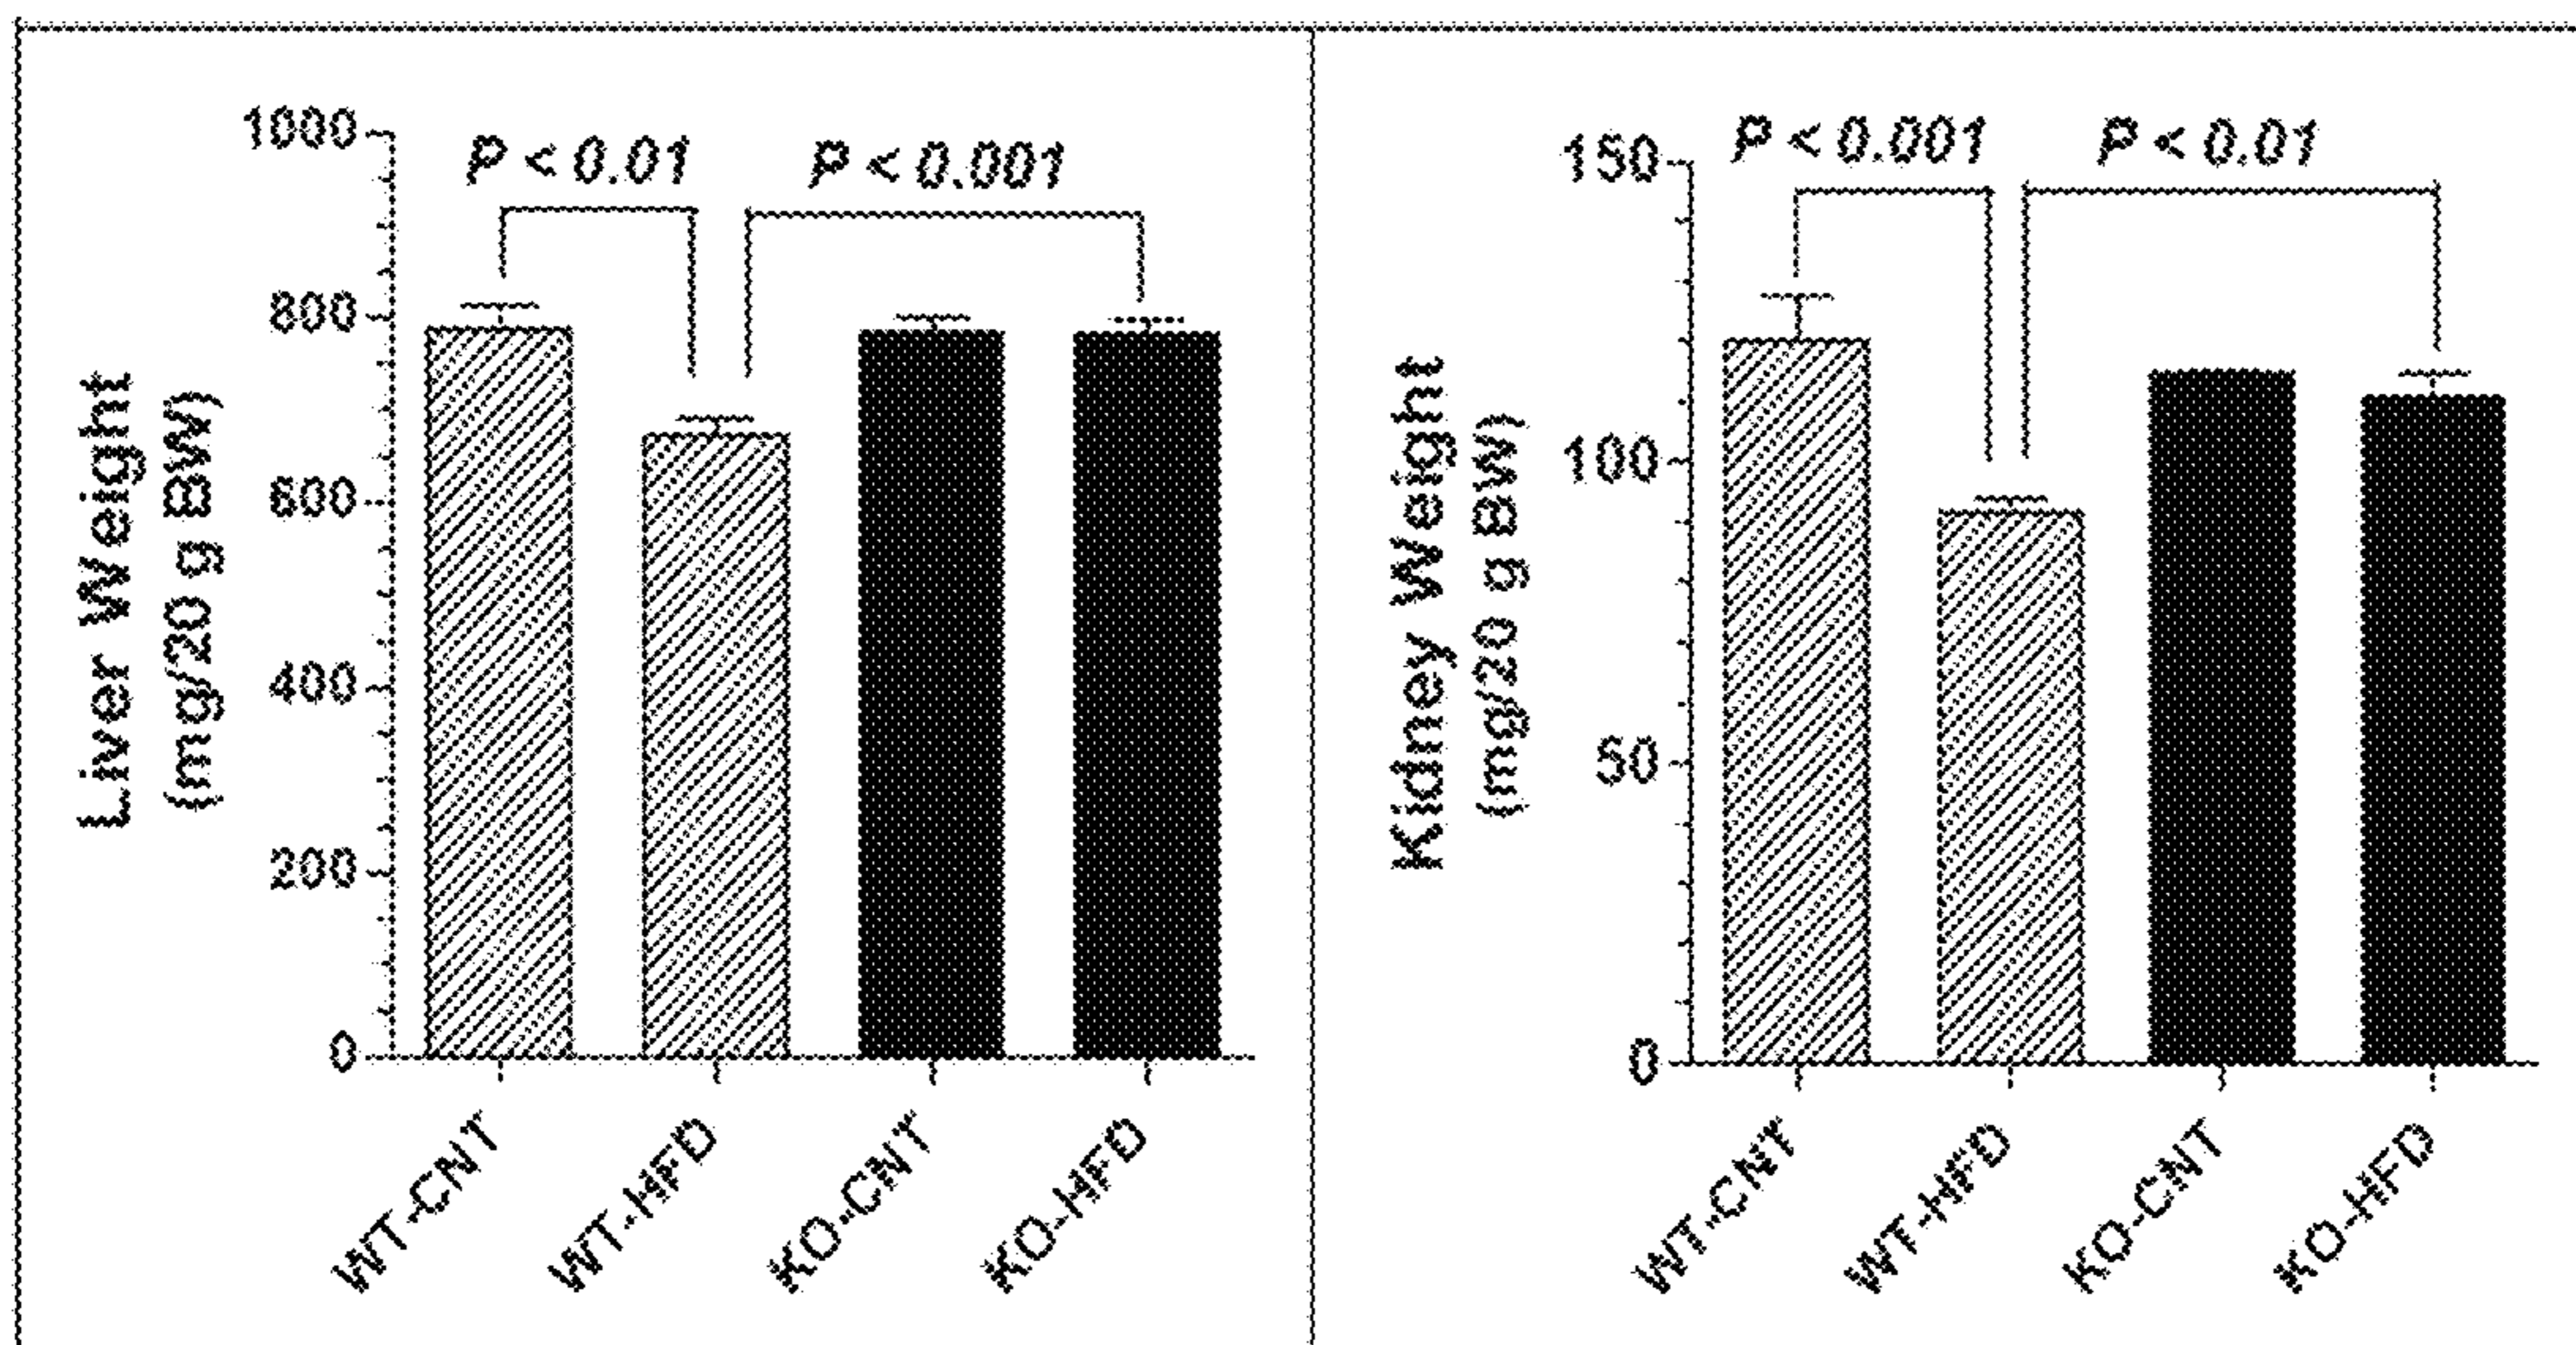 1000
800
600
400
200
0
Liver Weight
(mg/20 g BW)
P < 0.01
P < 0.001
WT-CNT
WT-HFD
KO-CNT
KO-HFD
150
100
50
0
Kidney Weight
(mg/20 g BW)
P < 0.001
P < 0.01
WT-CNT
WT-HFD
KO-CNT
KO-HFD